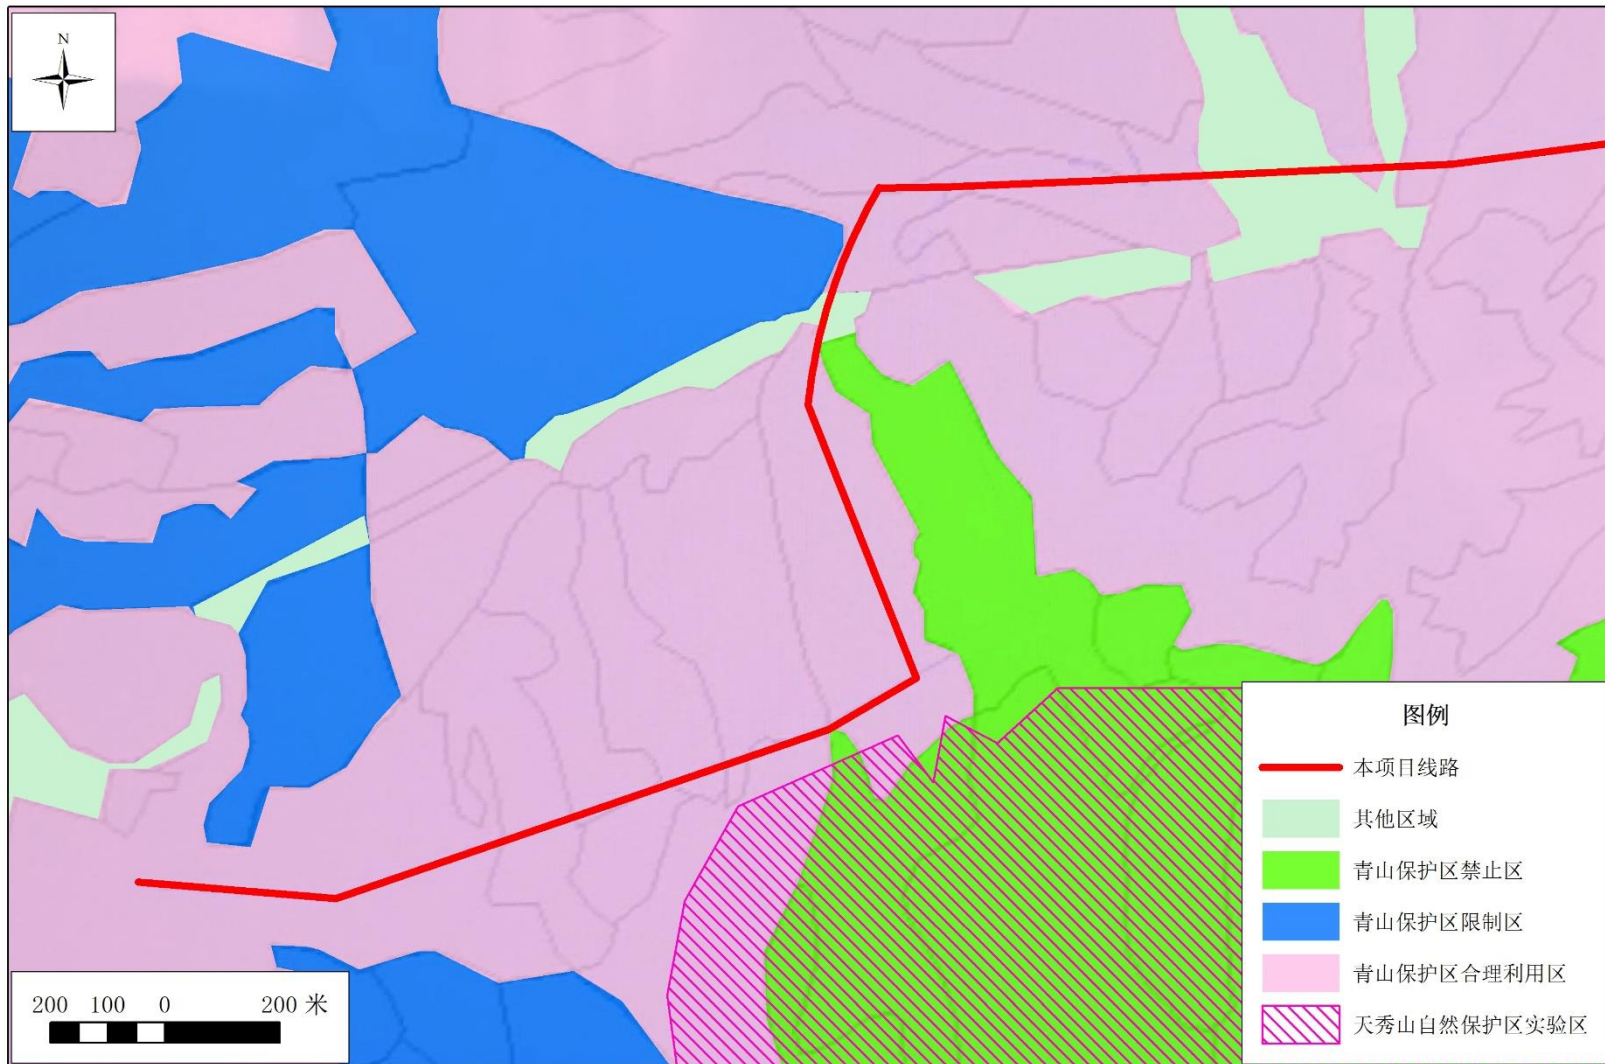 N
200 100 0 200 米
图例
本项目线路
其他区域
青山保护区禁止区
青山保护区限制区
青山保护区合理利用区
天秀山自然保护区实验区